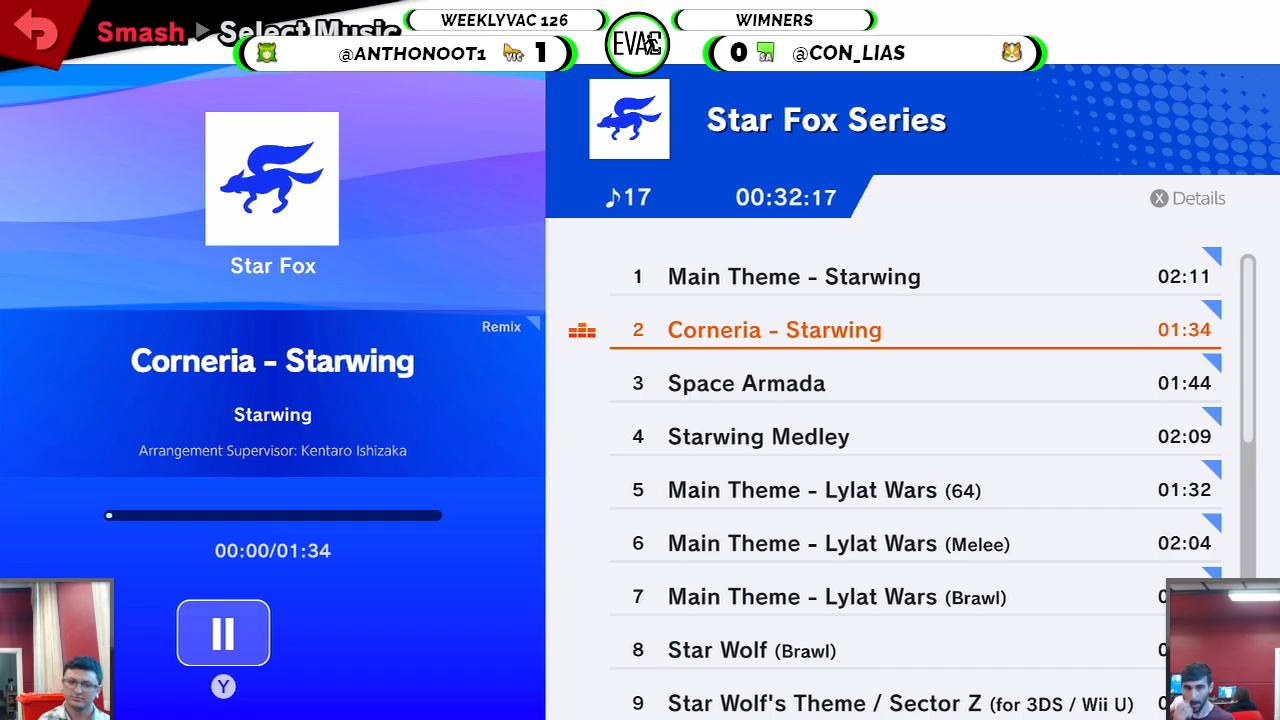 Smash ▶ Select Music
WEEKLYVAC 126
WIMNERS
@ANTHONOOT1 VIC 1
EVAC
0 SA @CON_LIAS
Star Fox
Remix
Corneria - Starwing
Starwing
Arrangement Supervisor: Kentaro Ishizaka
00:00/01:34
Y
Star Fox Series
♪17 00:32:17
X Details
1 Main Theme - Starwing 02:11
2 Corneria - Starwing 01:34
3 Space Armada 01:44
4 Starwing Medley 02:09
5 Main Theme - Lylat Wars (64) 01:32
6 Main Theme - Lylat Wars (Melee) 02:04
7 Main Theme - Lylat Wars (Brawl)
8 Star Wolf (Brawl)
9 Star Wolf's Theme / Sector Z (for 3DS / Wii U)